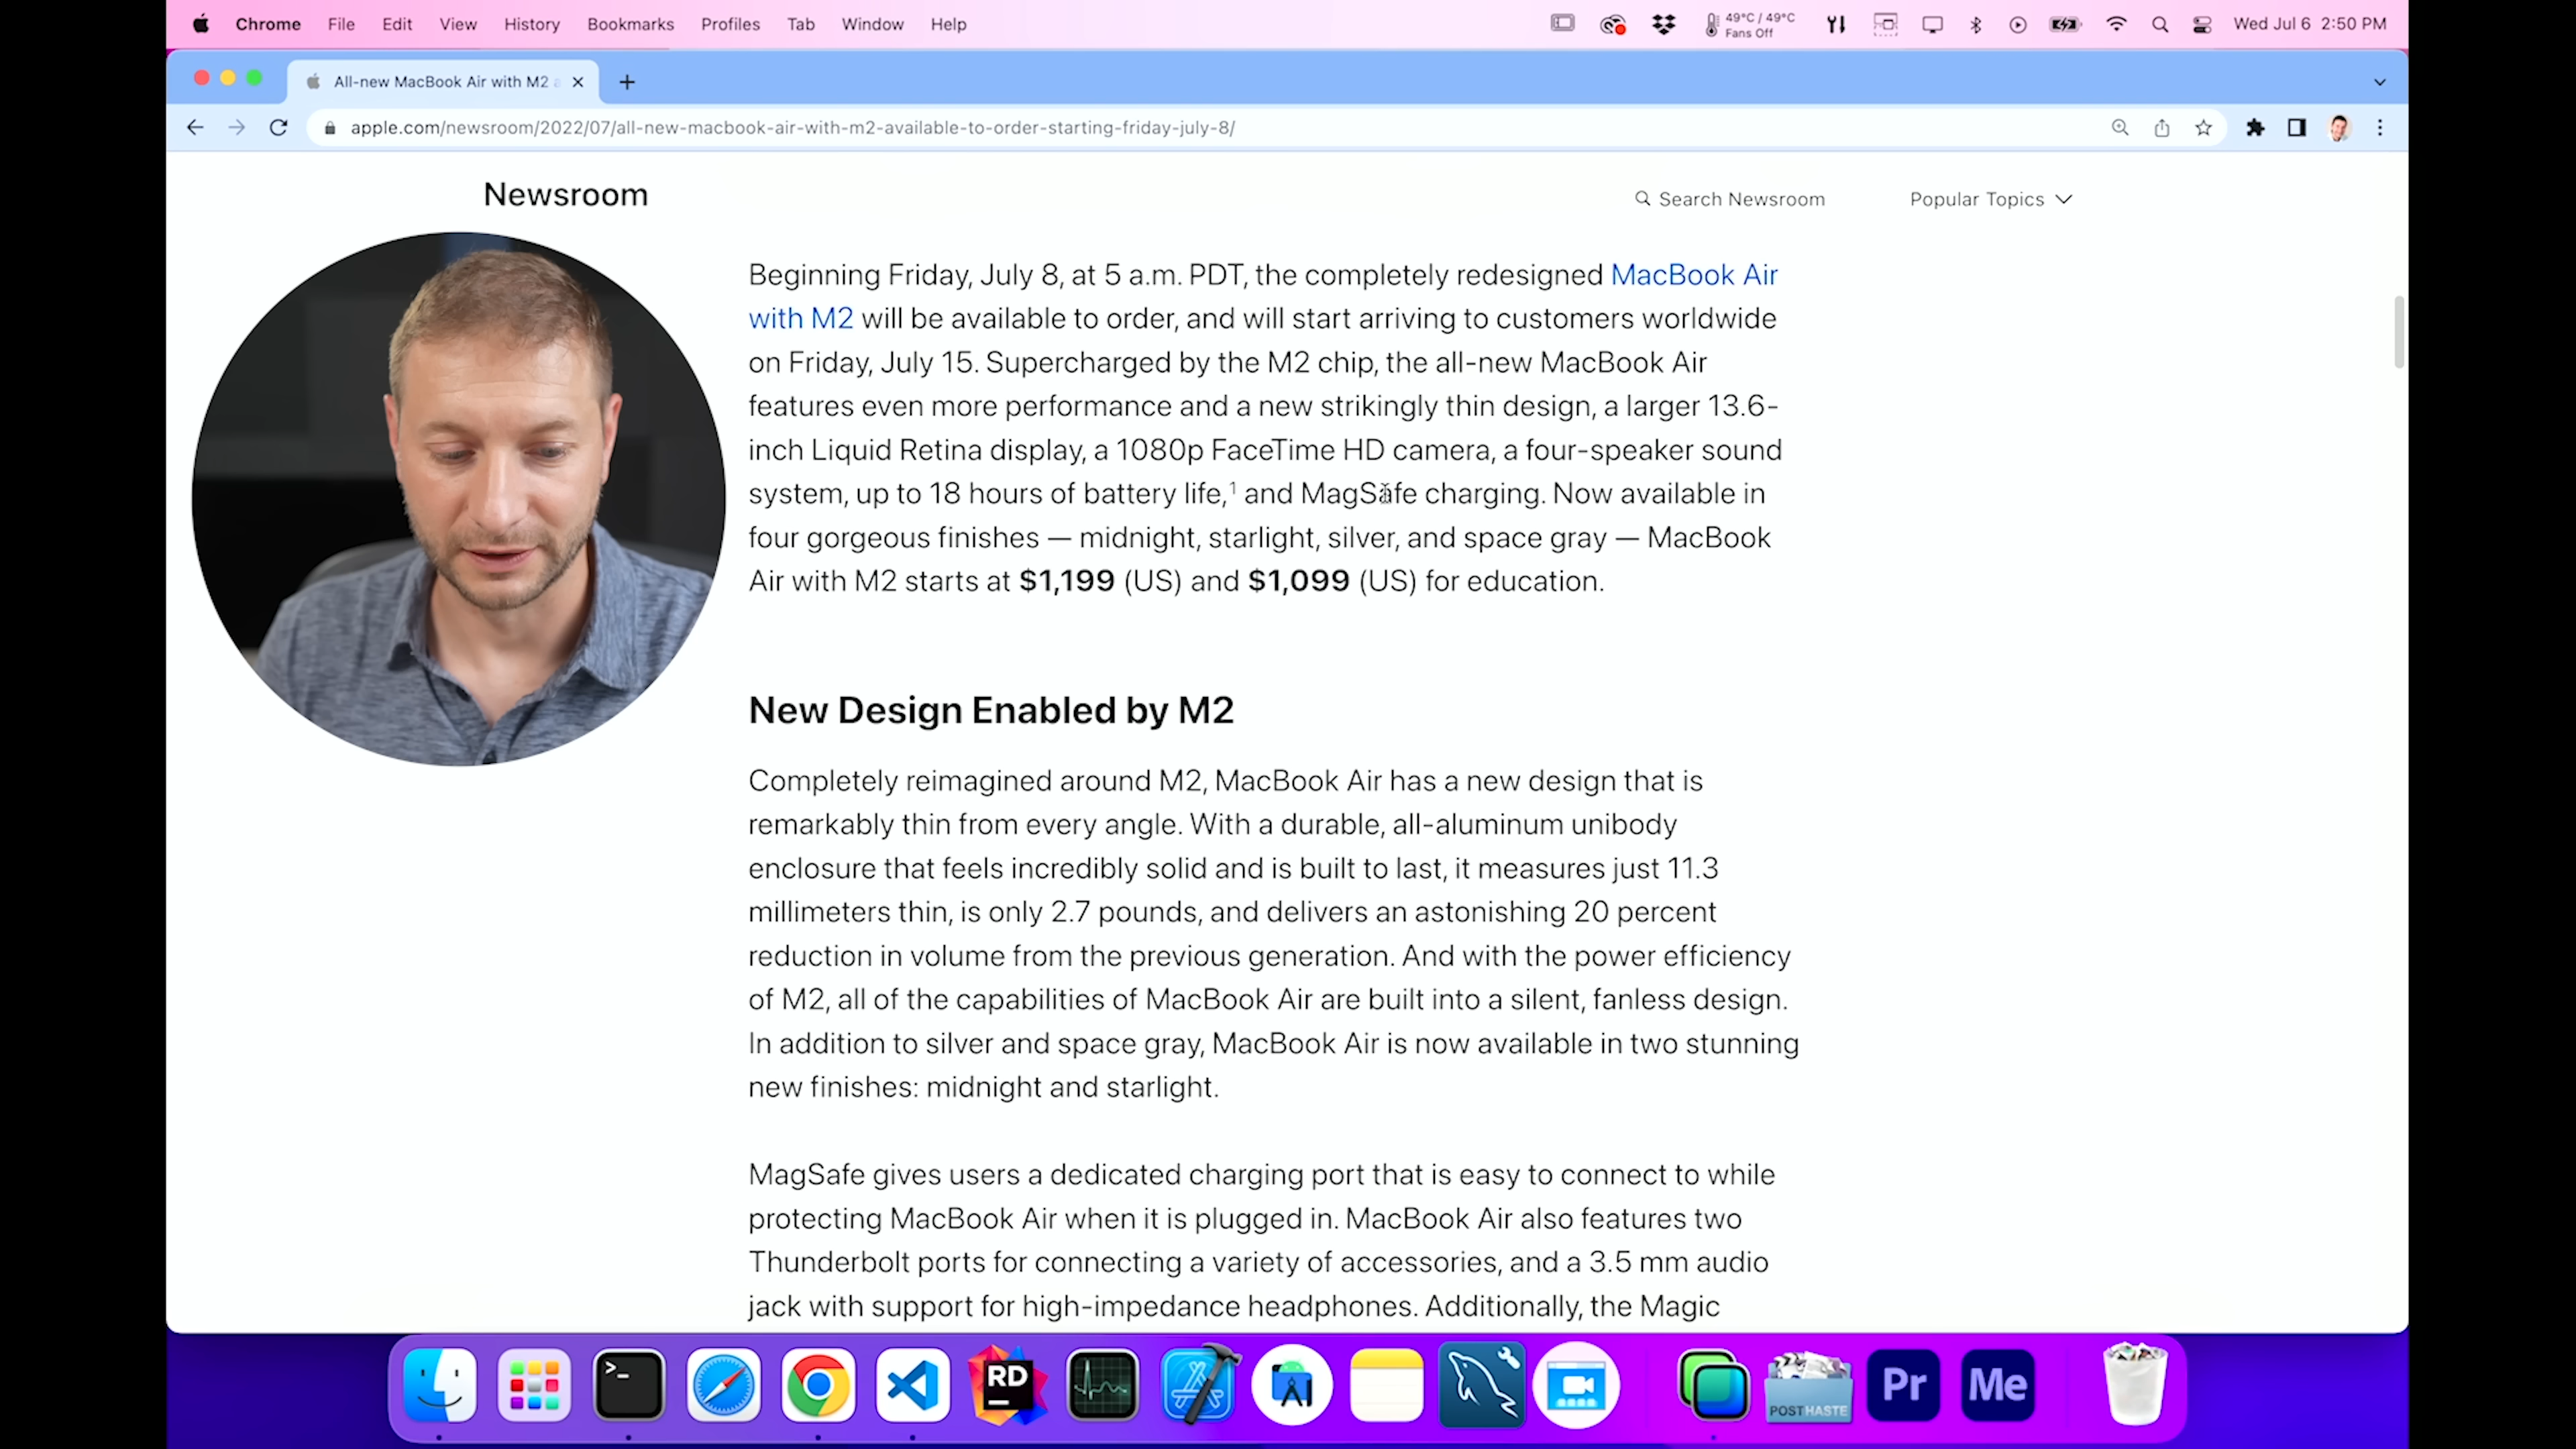 Chrome File Edit View History Bookmarks Profiles Tab Window Help
49°C / 49°C
Fans Off
Wed Jul 6 2:50 PM
All-new MacBook Air with M2 a
apple.com/newsroom/2022/07/all-new-macbook-air-with-m2-available-to-order-starting-friday-july-8/
Newsroom
Search Newsroom
Popular Topics
Beginning Friday, July 8, at 5 a.m. PDT, the completely redesigned MacBook Air
with M2 will be available to order, and will start arriving to customers worldwide
on Friday, July 15. Supercharged by the M2 chip, the all-new MacBook Air
features even more performance and a new strikingly thin design, a larger 13.6-
inch Liquid Retina display, a 1080p FaceTime HD camera, a four-speaker sound
system, up to 18 hours of battery life,¹ and MagSafe charging. Now available in
four gorgeous finishes — midnight, starlight, silver, and space gray — MacBook
Air with M2 starts at $1,199 (US) and $1,099 (US) for education.
New Design Enabled by M2
Completely reimagined around M2, MacBook Air has a new design that is
remarkably thin from every angle. With a durable, all-aluminum unibody
enclosure that feels incredibly solid and is built to last, it measures just 11.3
millimeters thin, is only 2.7 pounds, and delivers an astonishing 20 percent
reduction in volume from the previous generation. And with the power efficiency
of M2, all of the capabilities of MacBook Air are built into a silent, fanless design.
In addition to silver and space gray, MacBook Air is now available in two stunning
new finishes: midnight and starlight.
MagSafe gives users a dedicated charging port that is easy to connect to while
protecting MacBook Air when it is plugged in. MacBook Air also features two
Thunderbolt ports for connecting a variety of accessories, and a 3.5 mm audio
jack with support for high-impedance headphones. Additionally, the Magic
>_
RD
POSTHASTE
Pr
Me